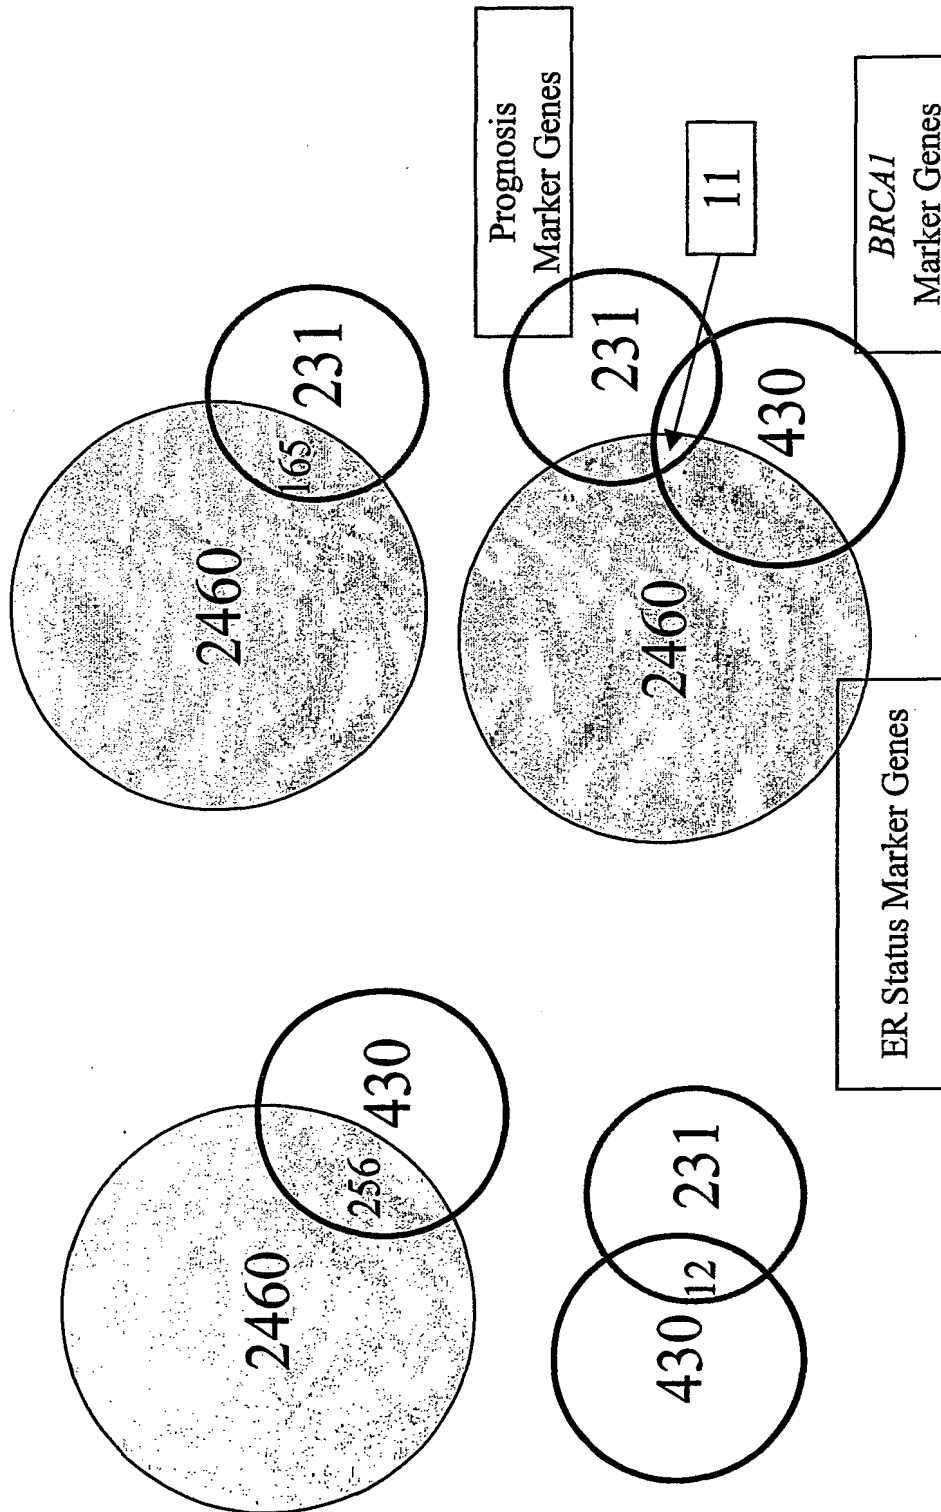 2460
256
430
2460
165
231
430
12
231
Prognosis
Marker Genes
2460
231
11
430
ER Status Marker Genes
BRCA1
Marker Genes